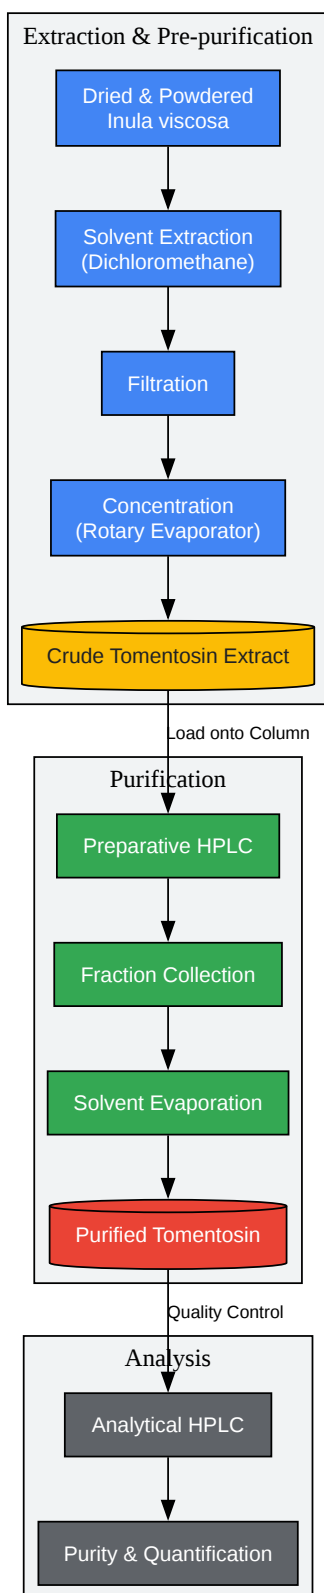 Extraction & Pre-purification
Dried & Powdered
Inula viscosa
Solvent Extraction
(Dichloromethane)
Filtration
Concentration
(Rotary Evaporator)
Crude Tomentosin Extract
Load onto Column
Purification
Preparative HPLC
Fraction Collection
Solvent Evaporation
Purified Tomentosin
Quality Control
Analysis
Analytical HPLC
Purity & Quantification